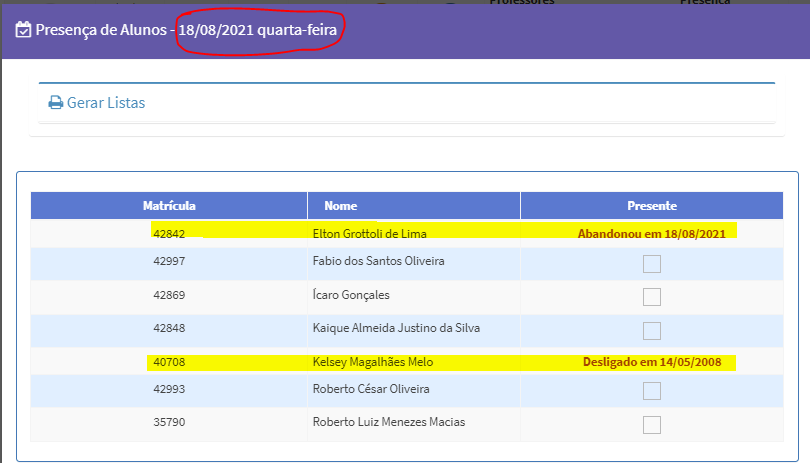 Professores Presença
Presença de Alunos - 18/08/2021 quarta-feira
Gerar Listas
Matrícula Nome Presente
42842 Elton Grottoli de Lima Abandonou em 18/08/2021
42997 Fabio dos Santos Oliveira
42869 Ícaro Gonçales
42848 Kaique Almeida Justino da Silva
40708 Kelsey Magalhães Melo Desligado em 14/05/2008
42993 Roberto César Oliveira
35790 Roberto Luiz Menezes Macias